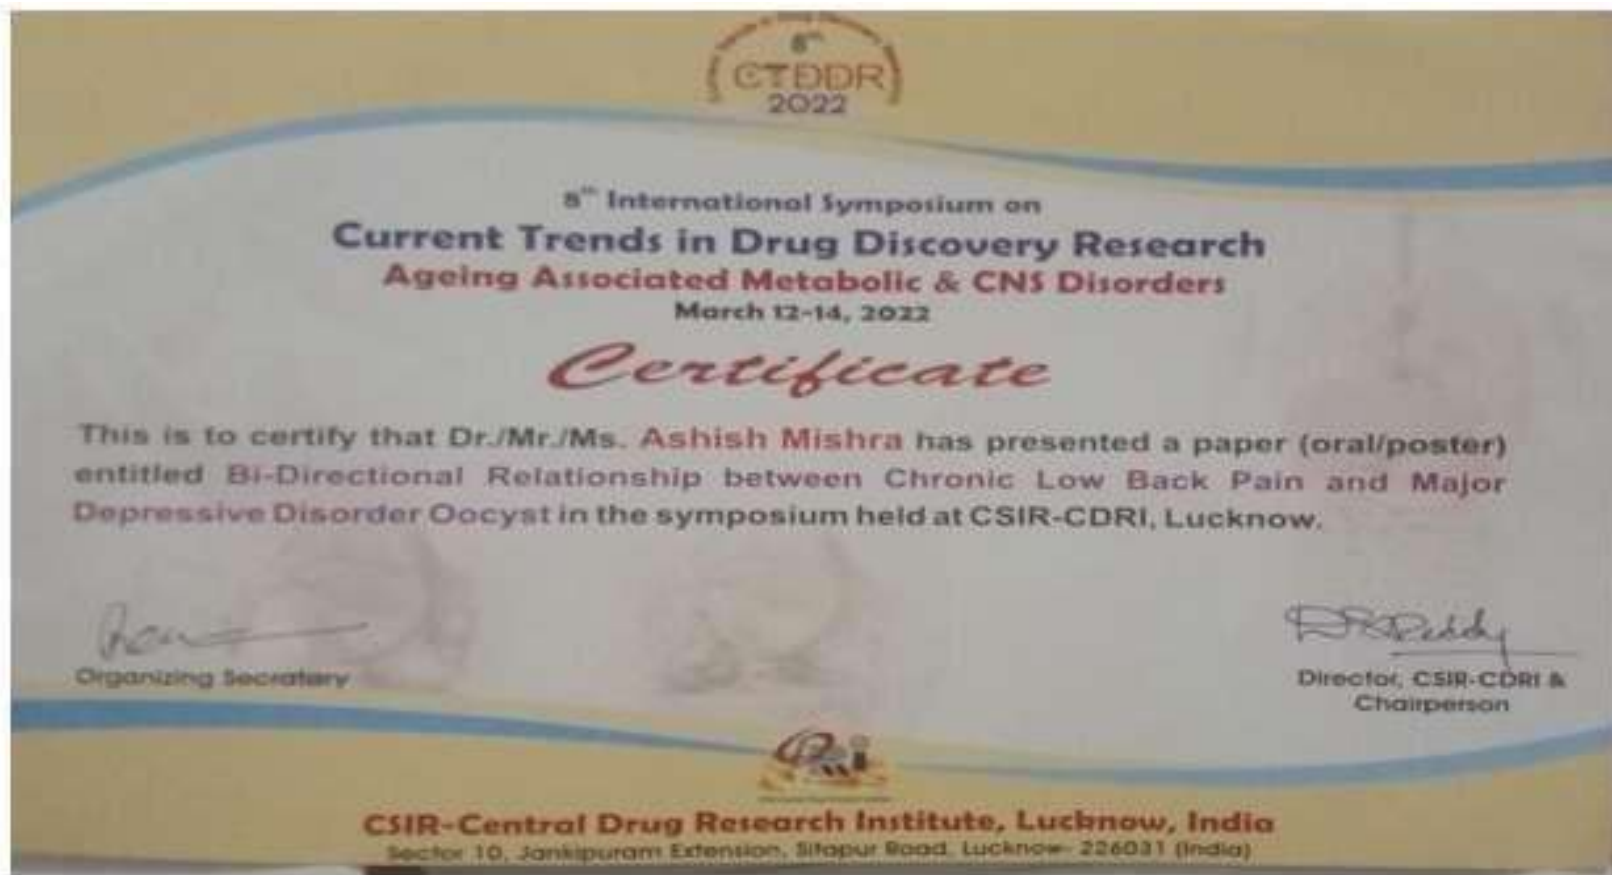 8th
CTDDR
2022
8th International Symposium on
Current Trends in Drug Discovery Research
Ageing Associated Metabolic & CNS Disorders
March 12-14, 2022
Certificate
This is to certify that Dr./Mr./Ms. Ashish Mishra has presented a paper (oral/poster)
entitled Bi-Directional Relationship between Chronic Low Back Pain and Major
Depressive Disorder Oocyst in the symposium held at CSIR-CDRI, Lucknow.
Organizing Secretary
Director, CSIR-CDRI &
Chairperson
CSIR-Central Drug Research Institute, Lucknow, India
Sector 10, Jankipuram Extension, Sitapur Road, Lucknow- 226031 (India)